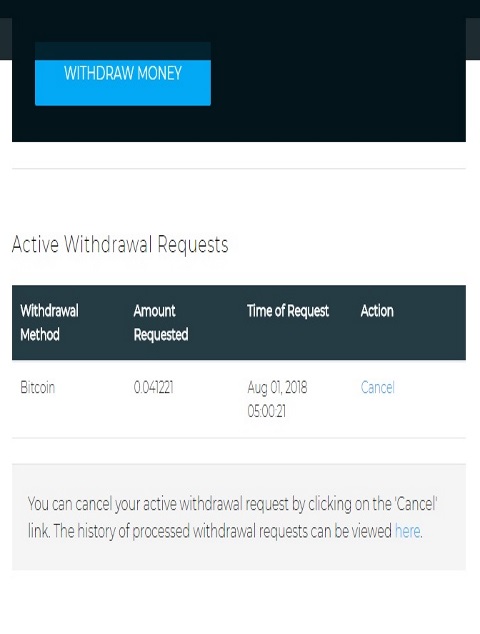 WITHDRAW MONEY
Active Withdrawal Requests
Withdrawal Method Amount Requested Time of Request Action
Bitcoin 0.041221 Aug 01, 2018 05:00:21 Cancel
You can cancel your active withdrawal request by clicking on the 'Cancel'
link. The history of processed withdrawal requests can be viewed here.